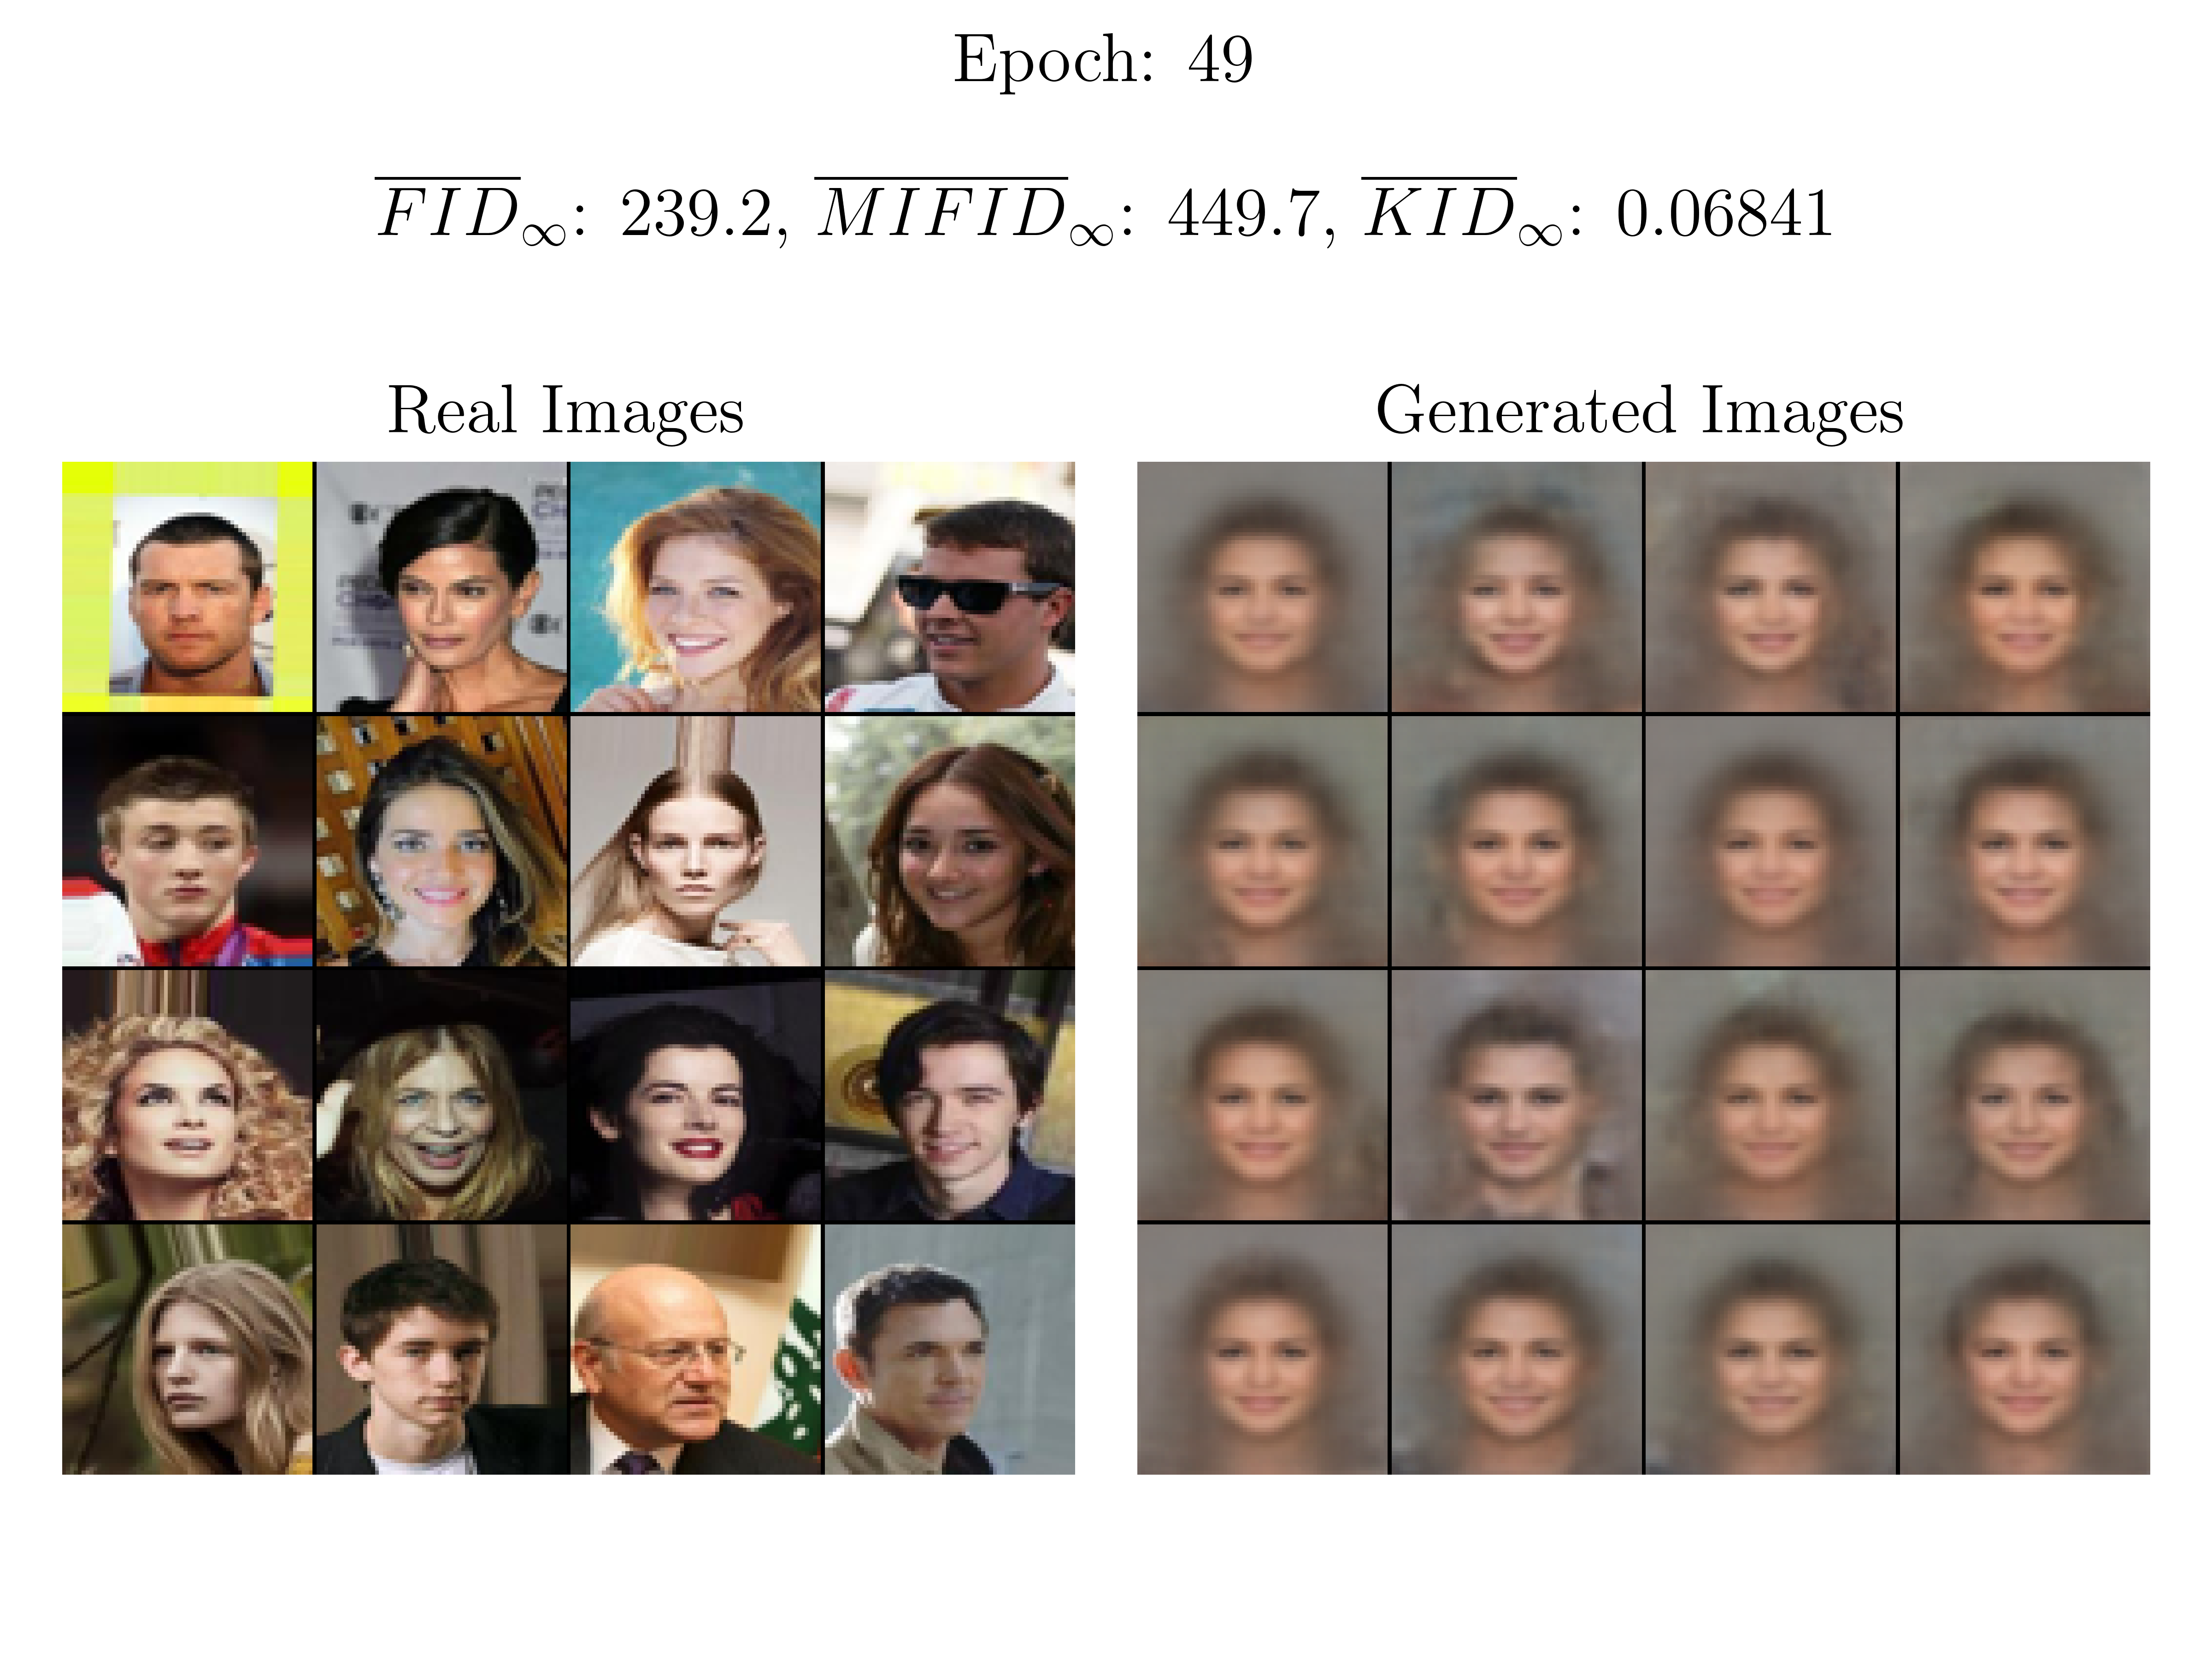 Epoch: 49
FID∞: 239.2, MIFID∞: 449.7, KID∞: 0.06841
Real Images
Generated Images